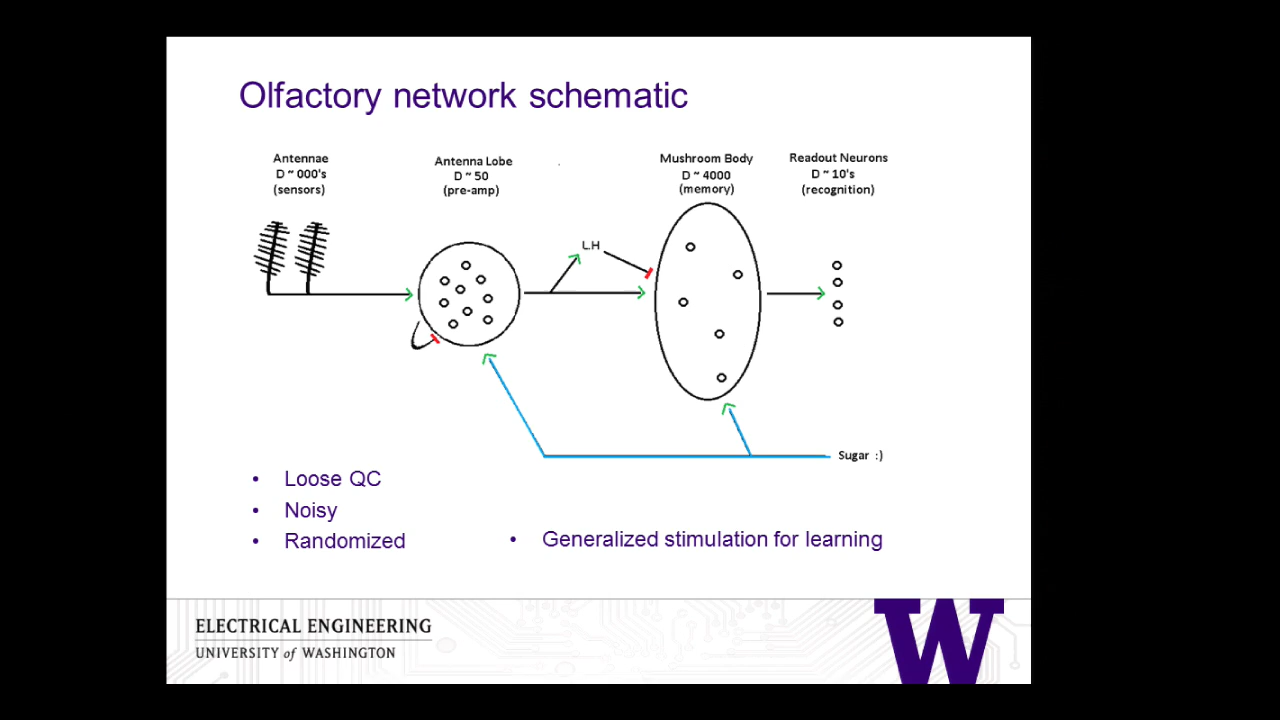 Olfactory network schematic
Antennae
D ~ 000's
(sensors)
Antenna Lobe
D ~ 50
(pre-amp)
Mushroom Body
D ~ 4000
(memory)
Readout Neurons
D ~ 10's
(recognition)
LH
Sugar :)
• Loose QC
• Noisy
• Randomized
• Generalized stimulation for learning
ELECTRICAL ENGINEERING
UNIVERSITY of WASHINGTON
W